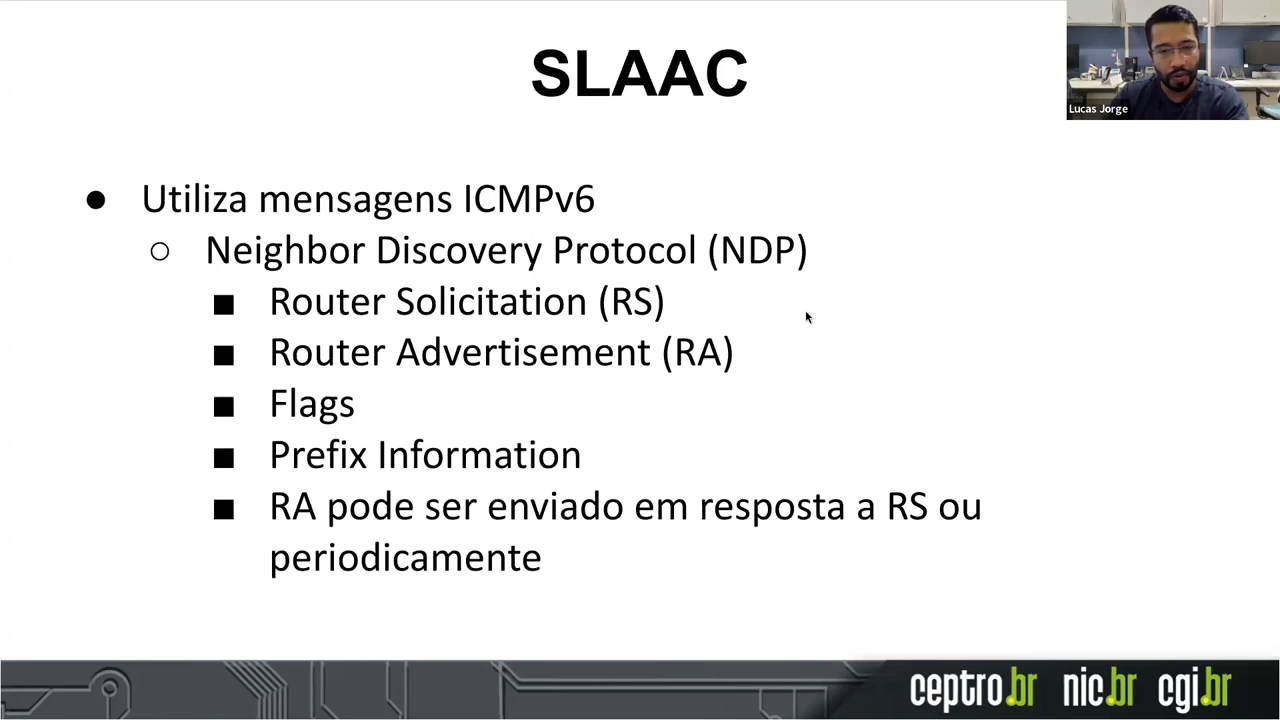 SLAAC
Lucas Jorge
● Utiliza mensagens ICMPv6
○ Neighbor Discovery Protocol (NDP)
■ Router Solicitation (RS)
■ Router Advertisement (RA)
■ Flags
■ Prefix Information
■ RA pode ser enviado em resposta a RS ou
periodicamente
ceptro.br nic.br cgi.br